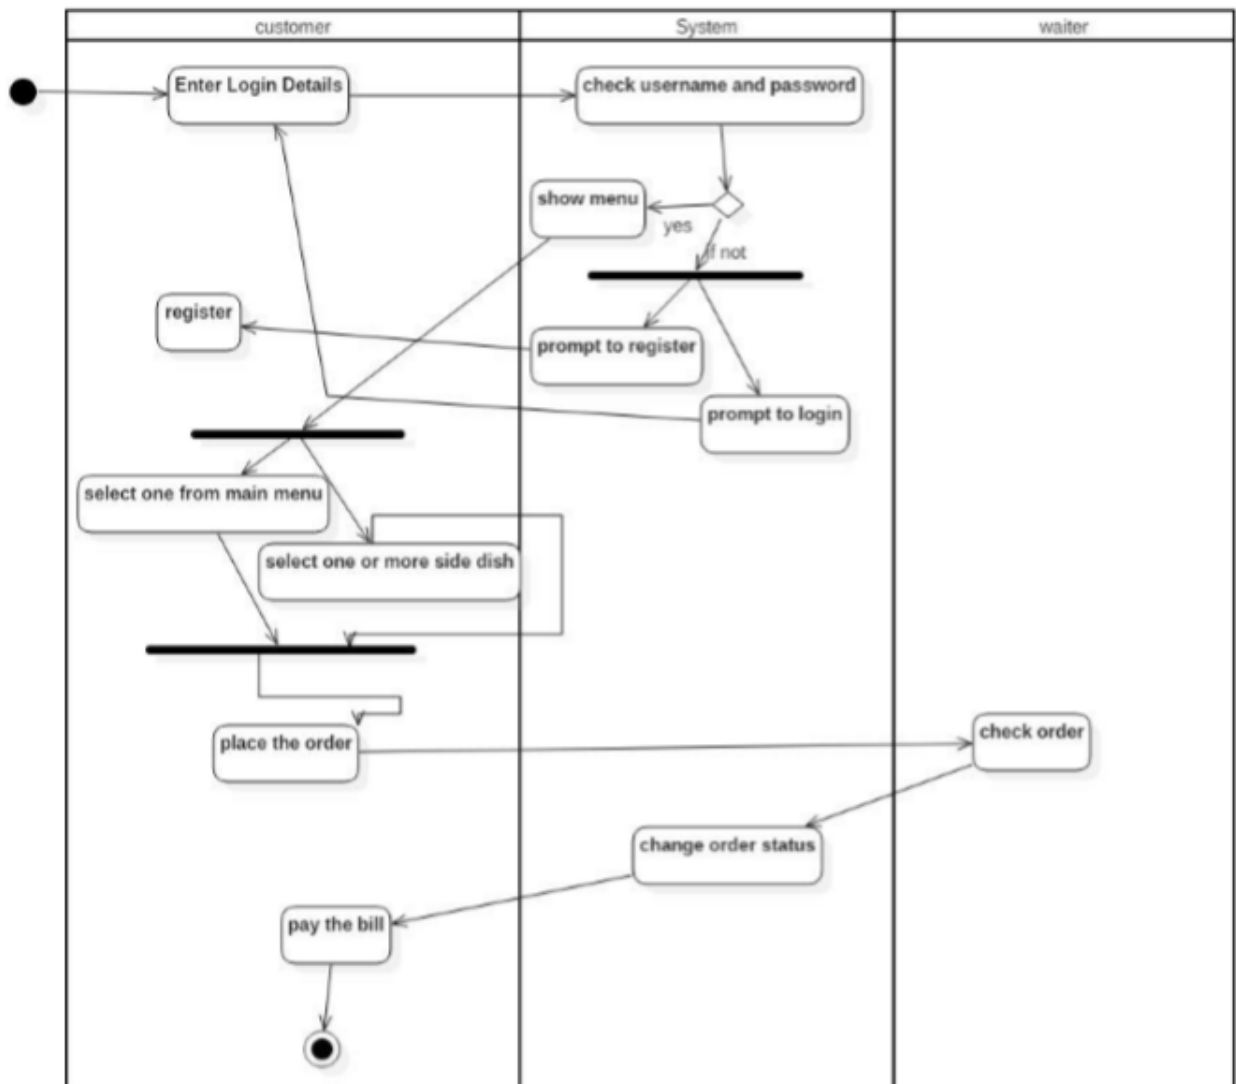 customer
System
waiter
Enter Login Details
check username and password
show menu
yes
if not
register
prompt to register
prompt to login
select one from main menu
select one or more side dish
place the order
check order
change order status
pay the bill